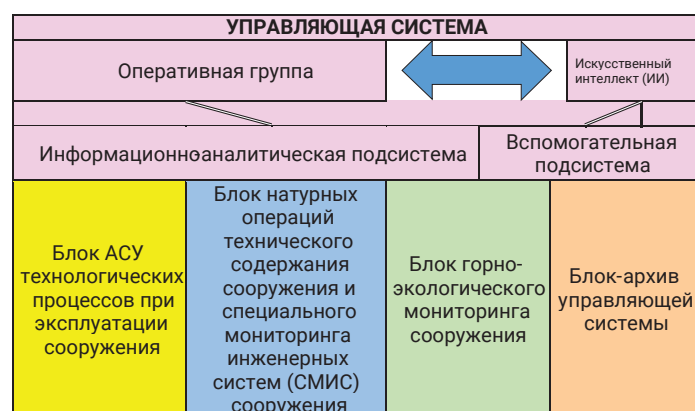 УПРАВЛЯЮЩАЯ СИСТЕМА
Оперативная группа
Искусственный
интеллект (ИИ)
Информационноаналитическая подсистема
Вспомогательная
подсистема
Блок АСУ
технологических
процессов при
эксплуатации
сооружения
Блок натурных
операций
технического
содержания
сооружения и
специального
мониторинга
инженерных
систем (СМИС)
сооружения
Блок горно-
экологического
мониторинга
сооружения
Блок-архив
управляющей
системы